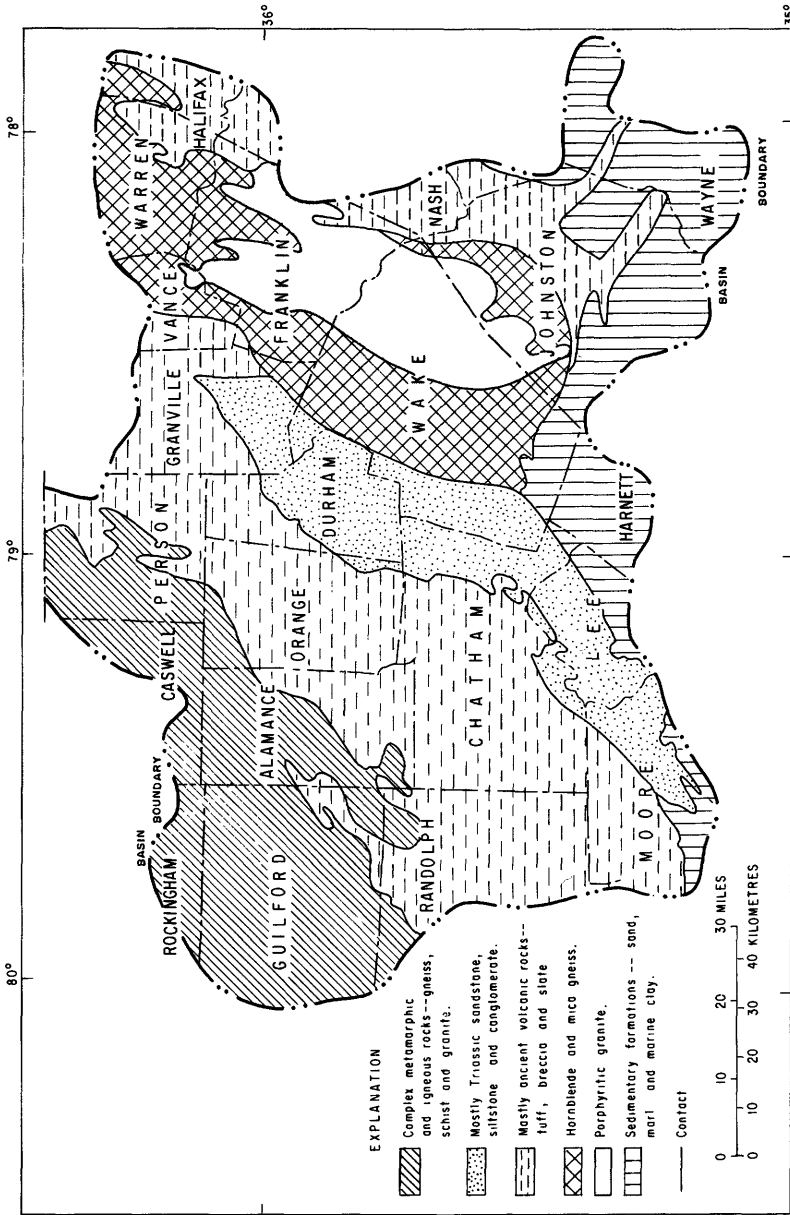 80°
79°
78°
36°
35°
BASIN
BOUNDARY
ROCKINGHAM
CASWELL
PERSON
GRANVILLE
VANCE
WARREN
HALIFAX
GUILFORD
ALAMANCE
ORANGE
DURHAM
FRANKLIN
NASH
WAKE
RANDOLPH
CHATHAM
JOHNSTON
MOORE
LEE
HARNETT
WAYNE
BASIN
BOUNDARY
EXPLANATION
Complex metamorphic
and igneous rocks--gneiss,
schist and granite.
Mostly Triassic sandstone,
siltstone and conglomerate.
Mostly ancient volcanic rocks--
tuff, breccia and slate
Hornblende and mica gneiss.
Porphyritic granite.
Sedimentary formations -- sand,
marl and marine clay.
Contact
0 10 20 30 MILES
0 10 20 30 40 KILOMETRES